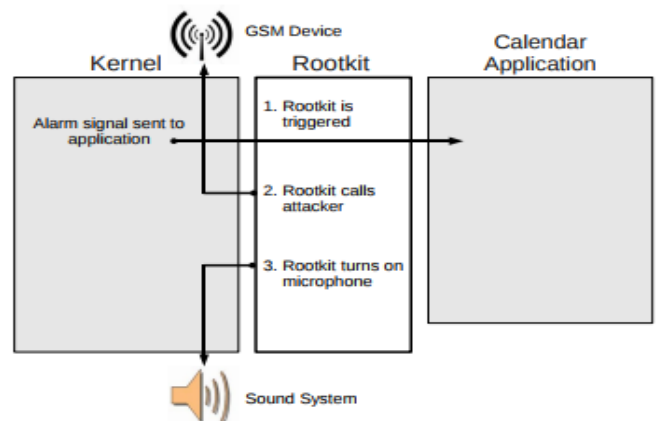 GSM Device
Kernel
Rootkit
Calendar
Application
Alarm signal sent to
application
1. Rootkit is
triggered
2. Rootkit calls
attacker
3. Rootkit turns on
microphone
Sound System